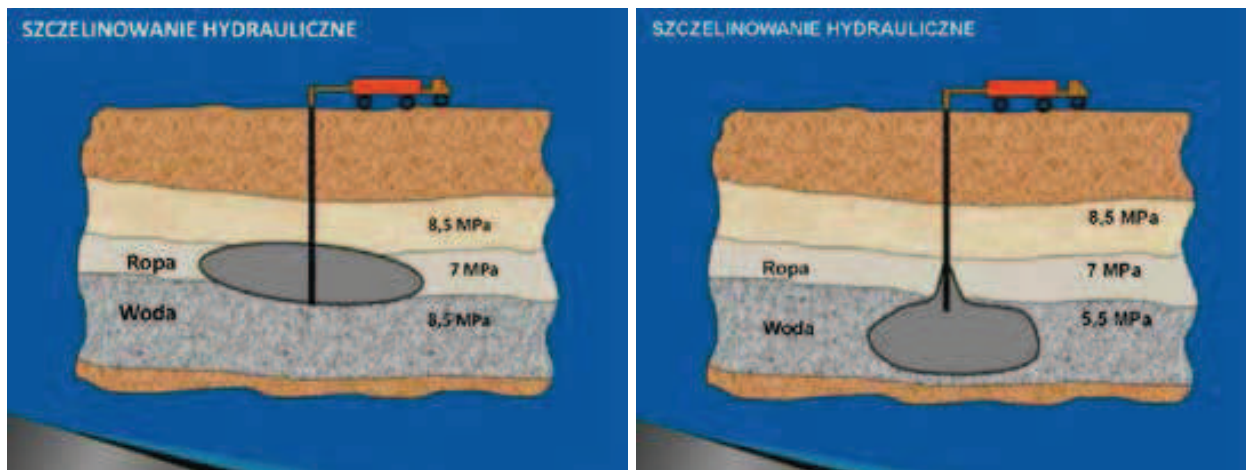 SZCZELINOWANIE HYDRAULICZNE
8,5 MPa
Ropa
7 MPa
Woda
8,5 MPa
SZCZELINOWANIE HYDRAULICZNE
8,5 MPa
Ropa
7 MPa
Woda
5,5 MPa